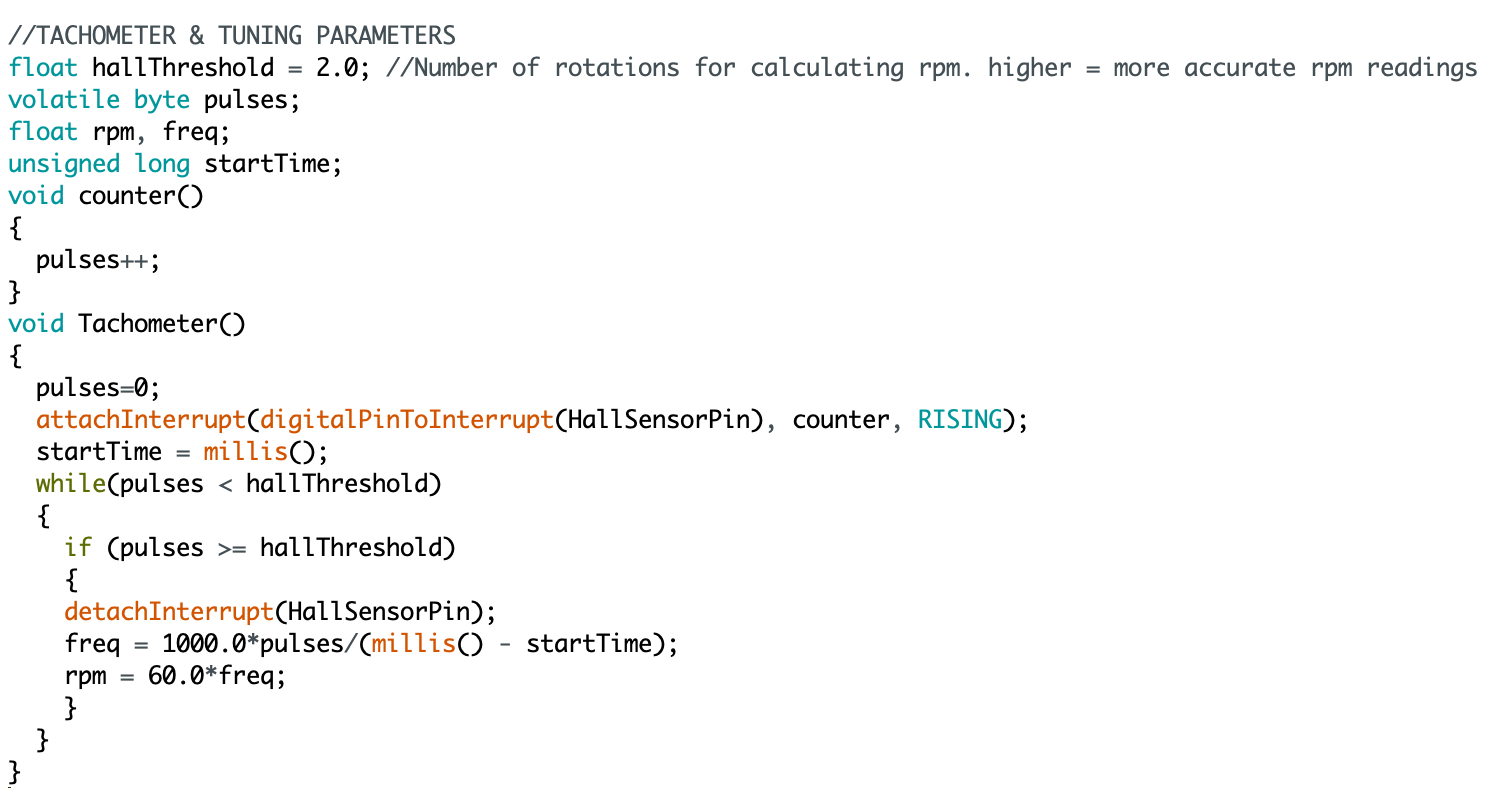 //TACHOMETER & TUNING PARAMETERS
float hallThreshold = 2.0; //Number of rotations for calculating rpm. higher = more accurate rpm readings
volatile byte pulses;
float rpm, freq;
unsigned long startTime;
void counter()
{
  pulses++;
}
void Tachometer()
{
  pulses=0;
  attachInterrupt(digitalPinToInterrupt(HallSensorPin), counter, RISING);
  startTime = millis();
  while(pulses < hallThreshold)
  {
    if (pulses >= hallThreshold)
    {
    detachInterrupt(HallSensorPin);
    freq = 1000.0*pulses/(millis() - startTime);
    rpm = 60.0*freq;
    }
  }
}